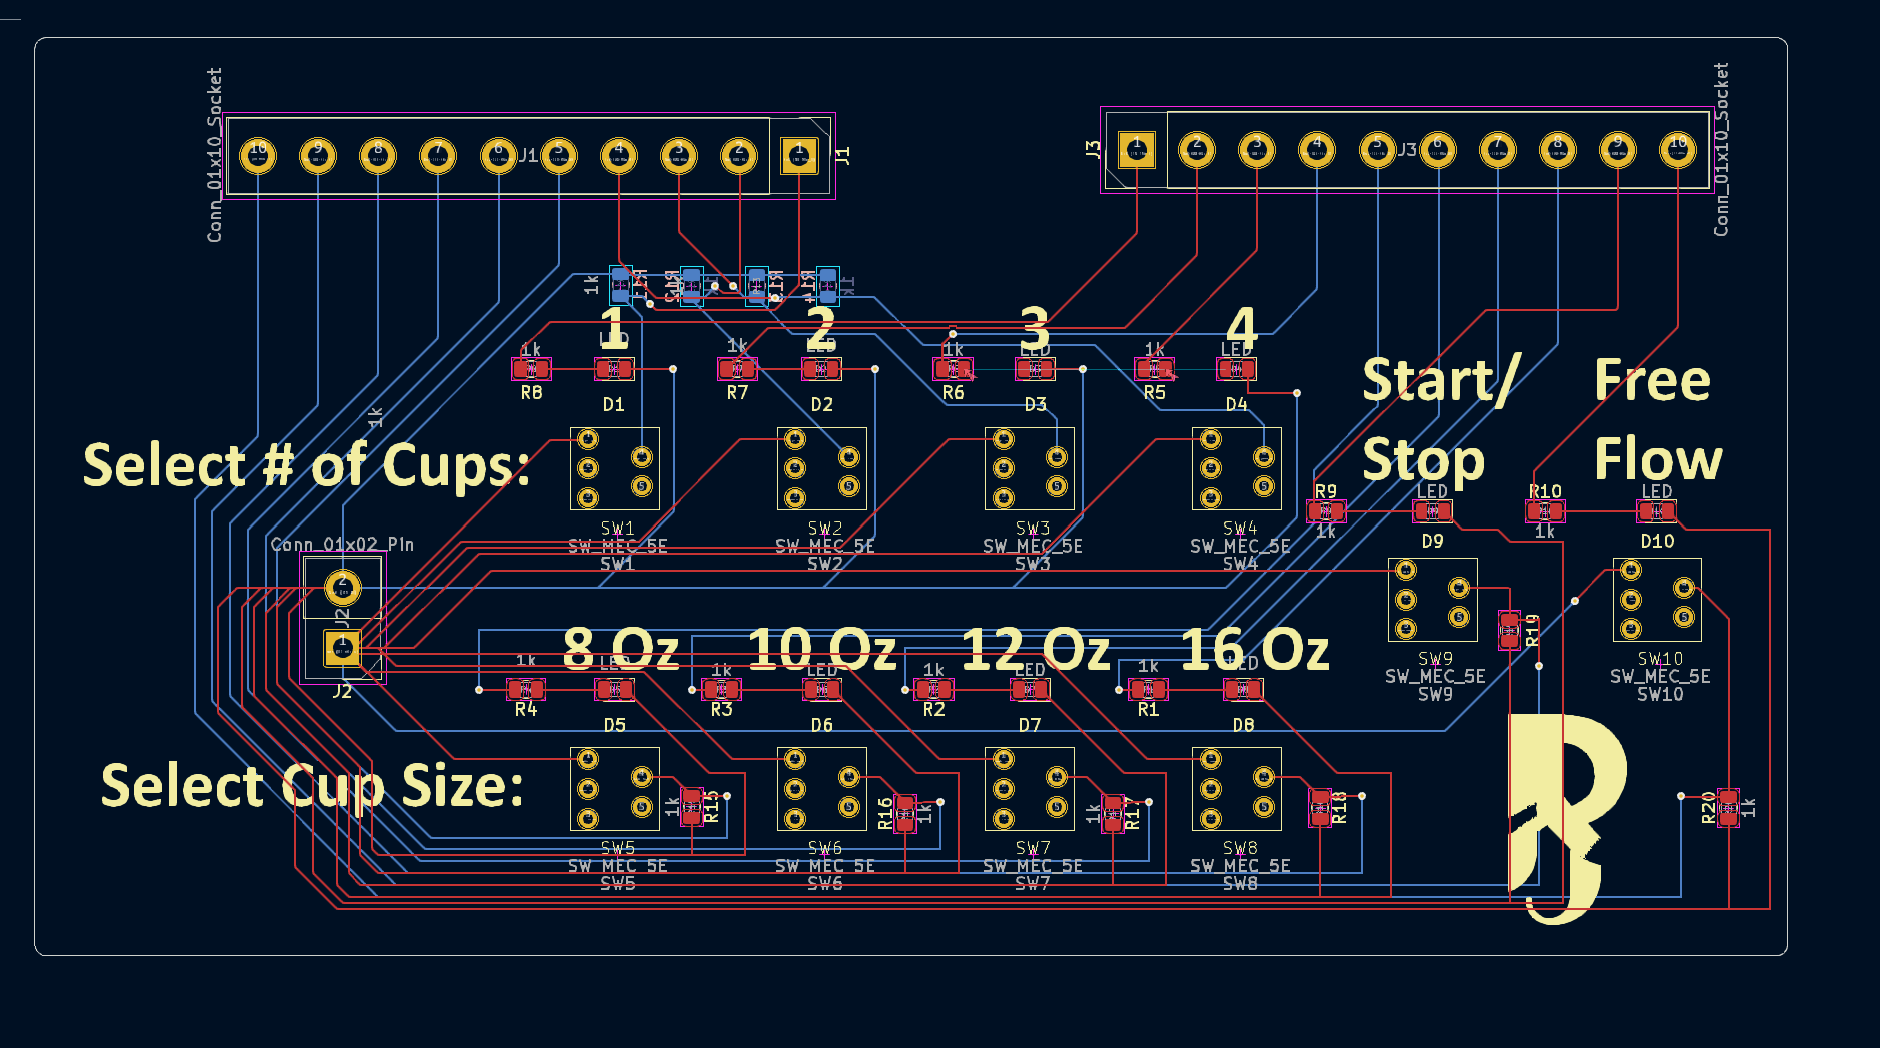 Conn_01x10_Socket
10 9 8 7 6 5 4 3 2 1
J1
J1
J3
1 2 3 4 5 6 7 8 9 10
J3
Conn_01x10_Socket
1k
R11
R12
1k
R13
R14
1k
1 2 3 4
1k LED 1k LED 1k LED 1k LED
R8 R7 R6 R5
D1 D2 D3 D4
Start/ Free
Stop Flow
1k
Select # of Cups:
R9 LED R10 LED
1k 1k
D9 D10
SW1 SW2 SW3 SW4
SW_MEC_5E SW_MEC_5E SW_MEC_5E SW_MEC_5E
SW1 SW2 SW3 SW4
Conn_01x02_Pin
2
J2
1
J2
8 Oz 10 Oz 12 Oz 16 Oz
1k LED 1k LED 1k LED 1k LED
R4 R3 R2 R1
D5 D6 D7 D8
R19
SW9 SW10
SW_MEC_5E SW_MEC_5E
SW9 SW10
Select Cup Size:
1k R15 R16 1k 1k R17 R18 R20 1k
SW5 SW6 SW7 SW8
SW_MEC_5E SW_MEC_5E SW_MEC_5E SW_MEC_5E
SW5 SW6 SW7 SW8